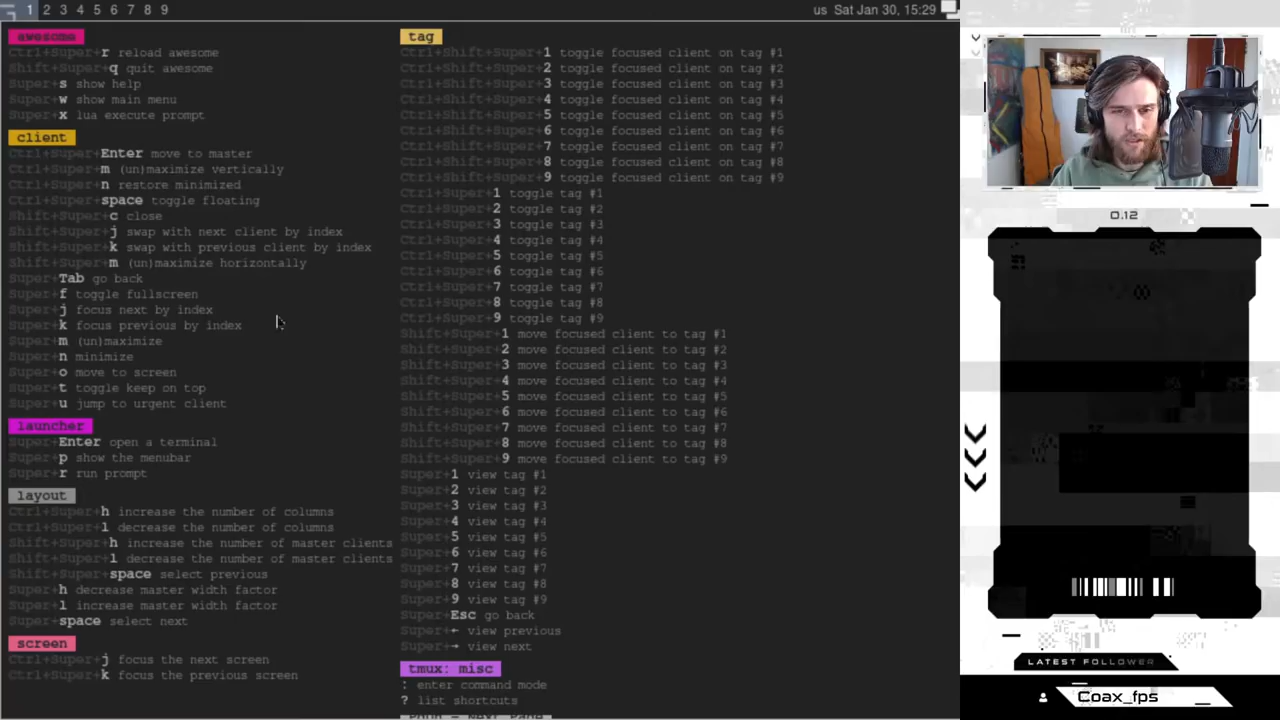 1 2 3 4 5 6 7 8 9
us Sat Jan 30, 15:29
awesome
Ctrl+Super+r reload awesome
Shift+Super+q quit awesome
Super+s show help
Super+w show main menu
Super+x lua execute prompt
client
Ctrl+Super+Enter move to master
Ctrl+Super+m (un)maximize vertically
Ctrl+Super+n restore minimized
Ctrl+Super+space toggle floating
Shift+Super+c close
Shift+Super+j swap with next client by index
Shift+Super+k swap with previous client by index
Shift+Super+m (un)maximize horizontally
Super+Tab go back
Super+f toggle fullscreen
Super+j focus next by index
Super+k focus previous by index
Super+m (un)maximize
Super+n minimize
Super+o move to screen
Super+t toggle keep on top
Super+u jump to urgent client
launcher
Super+Enter open a terminal
Super+p show the menubar
Super+r run prompt
layout
Ctrl+Super+h increase the number of columns
Ctrl+Super+l decrease the number of columns
Shift+Super+h increase the number of master clients
Shift+Super+l decrease the number of master clients
Shift+Super+space select previous
Super+h decrease master width factor
Super+l increase master width factor
Super+space select next
screen
Ctrl+Super+j focus the next screen
Ctrl+Super+k focus the previous screen
tag
Ctrl+Shift+Super+1 toggle focused client on tag #1
Ctrl+Shift+Super+2 toggle focused client on tag #2
Ctrl+Shift+Super+3 toggle focused client on tag #3
Ctrl+Shift+Super+4 toggle focused client on tag #4
Ctrl+Shift+Super+5 toggle focused client on tag #5
Ctrl+Shift+Super+6 toggle focused client on tag #6
Ctrl+Shift+Super+7 toggle focused client on tag #7
Ctrl+Shift+Super+8 toggle focused client on tag #8
Ctrl+Shift+Super+9 toggle focused client on tag #9
Ctrl+Super+1 toggle tag #1
Ctrl+Super+2 toggle tag #2
Ctrl+Super+3 toggle tag #3
Ctrl+Super+4 toggle tag #4
Ctrl+Super+5 toggle tag #5
Ctrl+Super+6 toggle tag #6
Ctrl+Super+7 toggle tag #7
Ctrl+Super+8 toggle tag #8
Ctrl+Super+9 toggle tag #9
Shift+Super+1 move focused client to tag #1
Shift+Super+2 move focused client to tag #2
Shift+Super+3 move focused client to tag #3
Shift+Super+4 move focused client to tag #4
Shift+Super+5 move focused client to tag #5
Shift+Super+6 move focused client to tag #6
Shift+Super+7 move focused client to tag #7
Shift+Super+8 move focused client to tag #8
Shift+Super+9 move focused client to tag #9
Super+1 view tag #1
Super+2 view tag #2
Super+3 view tag #3
Super+4 view tag #4
Super+5 view tag #5
Super+6 view tag #6
Super+7 view tag #7
Super+8 view tag #8
Super+9 view tag #9
Super+Esc go back
Super+← view previous
Super+→ view next
tmux: misc
: enter command mode
? list shortcuts
0.12
LATEST FOLLOWER
Coax_fps